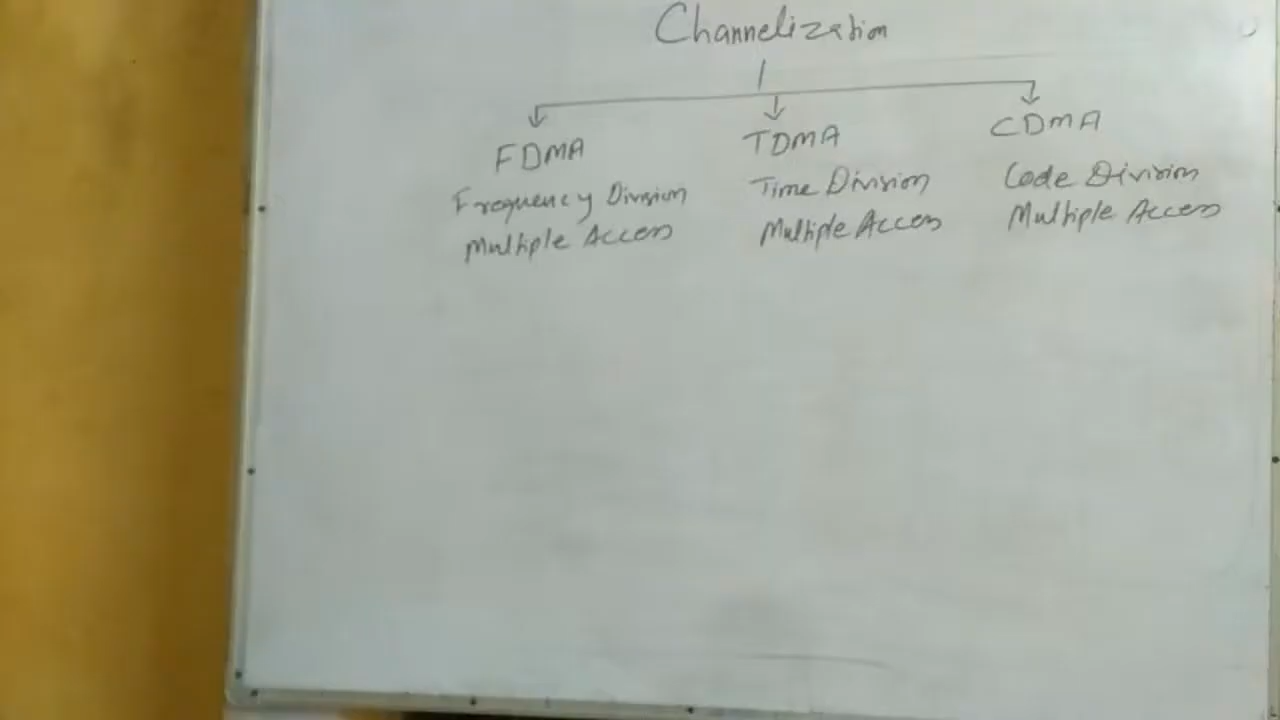 Channelization
FDMA
TDMA
CDMA
Frequency Division
Multiple Access
Time Division
Multiple Access
Code Division
Multiple Access